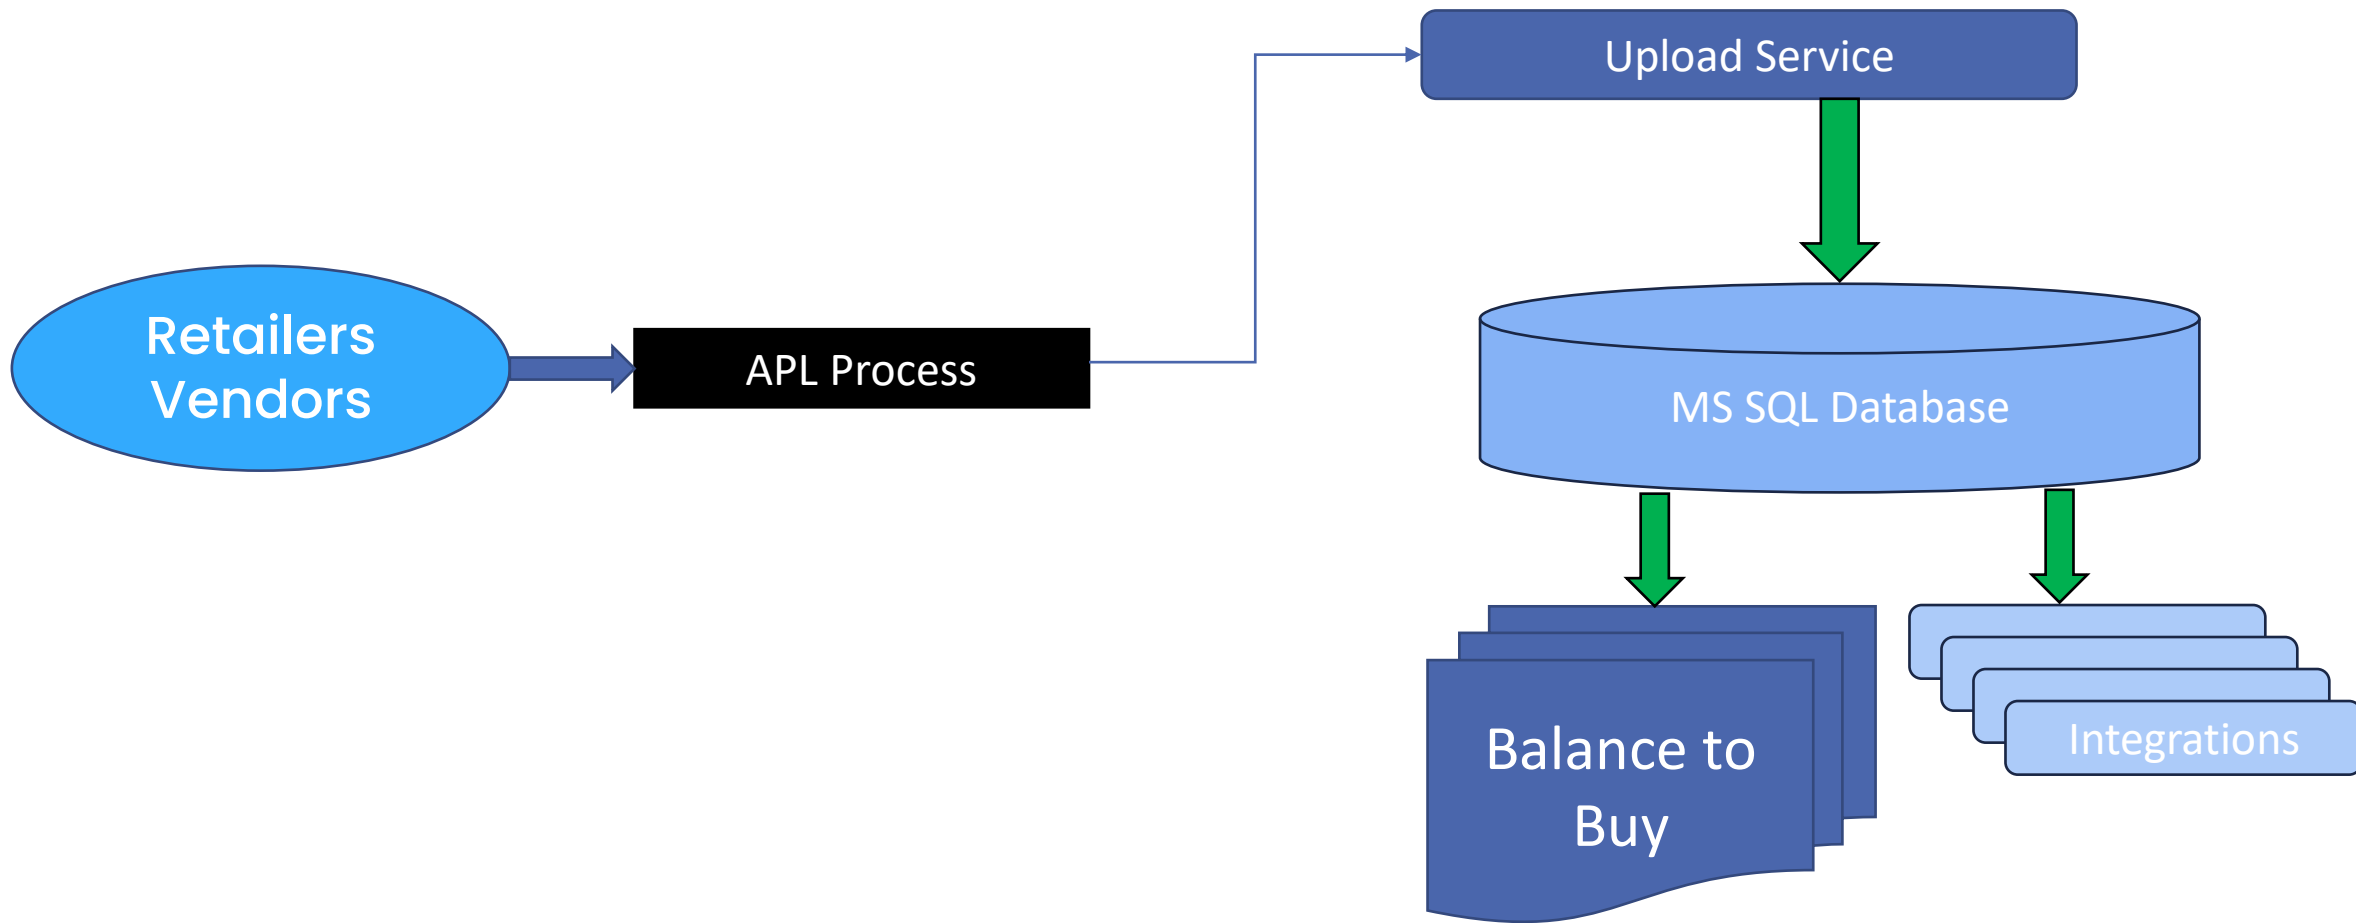 Upload Service
Retailers
Vendors
APL Process
MS SQL Database
Balance to
Buy
Integrations